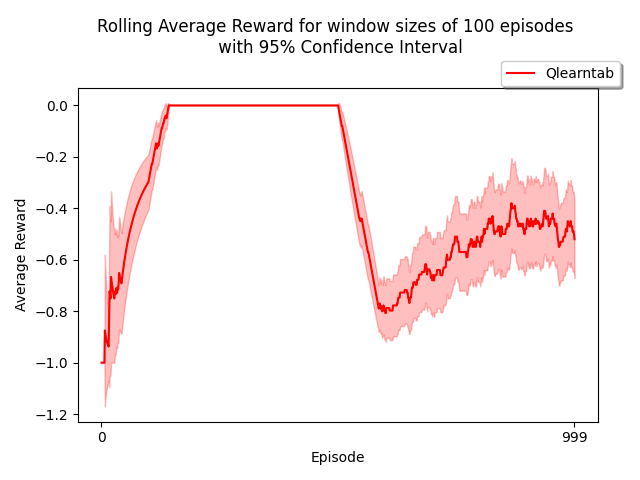 Rolling Average Reward for window sizes of 100 episodes
with 95% Confidence Interval
Qlearntab
Average Reward
0.0
−0.2
−0.4
−0.6
−0.8
−1.0
−1.2
0
999
Episode